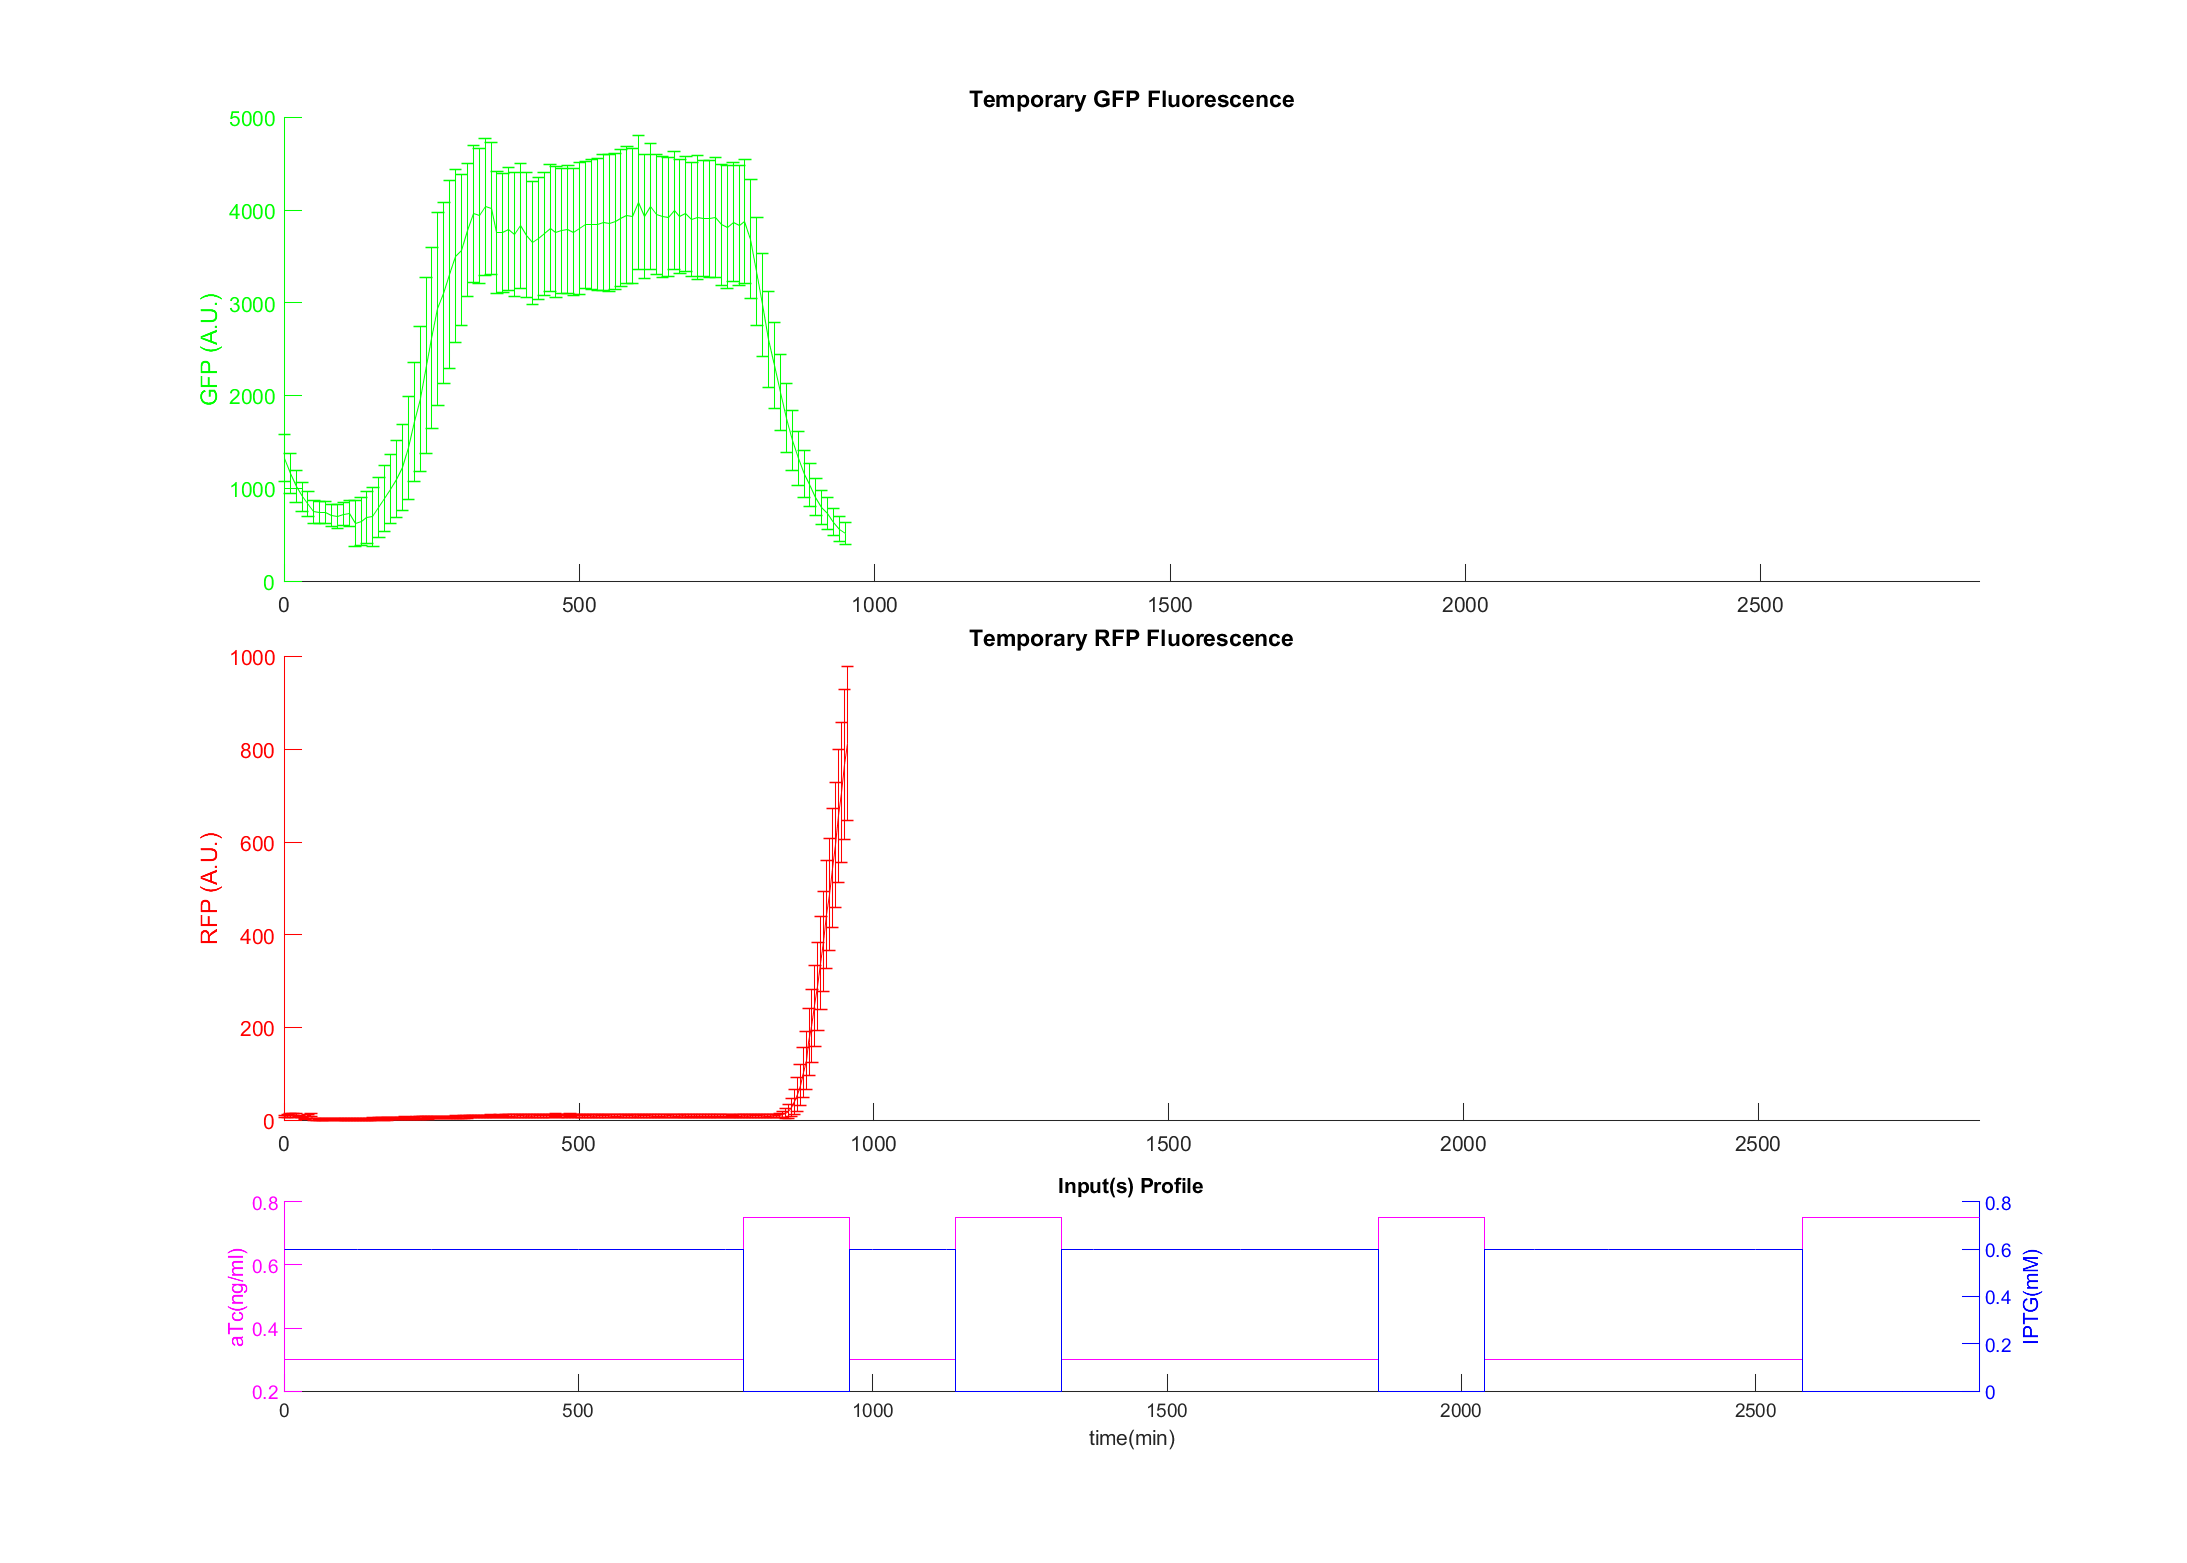 Temporary GFP Fluorescence
5000
4000
3000
2000
1000
0
GFP (A.U.)
0 500 1000 1500 2000 2500
Temporary RFP Fluorescence
1000
800
600
400
200
0
RFP (A.U.)
0 500 1000 1500 2000 2500
Input(s) Profile
0.8
0.6
0.4
0.2
aTc(ng/ml)
0.8
0.6
0.4
0.2
0
IPTG(mM)
0 500 1000 1500 2000 2500
time(min)